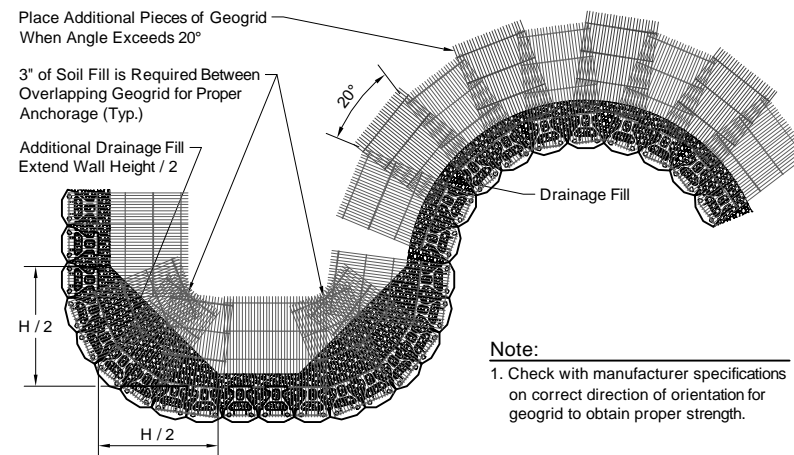 Place Additional Pieces of Geogrid
When Angle Exceeds 20°
3" of Soil Fill is Required Between
Overlapping Geogrid for Proper
Anchorage (Typ.)
Additional Drainage Fill
Extend Wall Height / 2
20°
Drainage Fill
H / 2
H / 2
Note:
1. Check with manufacturer specifications
on correct direction of orientation for
geogrid to obtain proper strength.